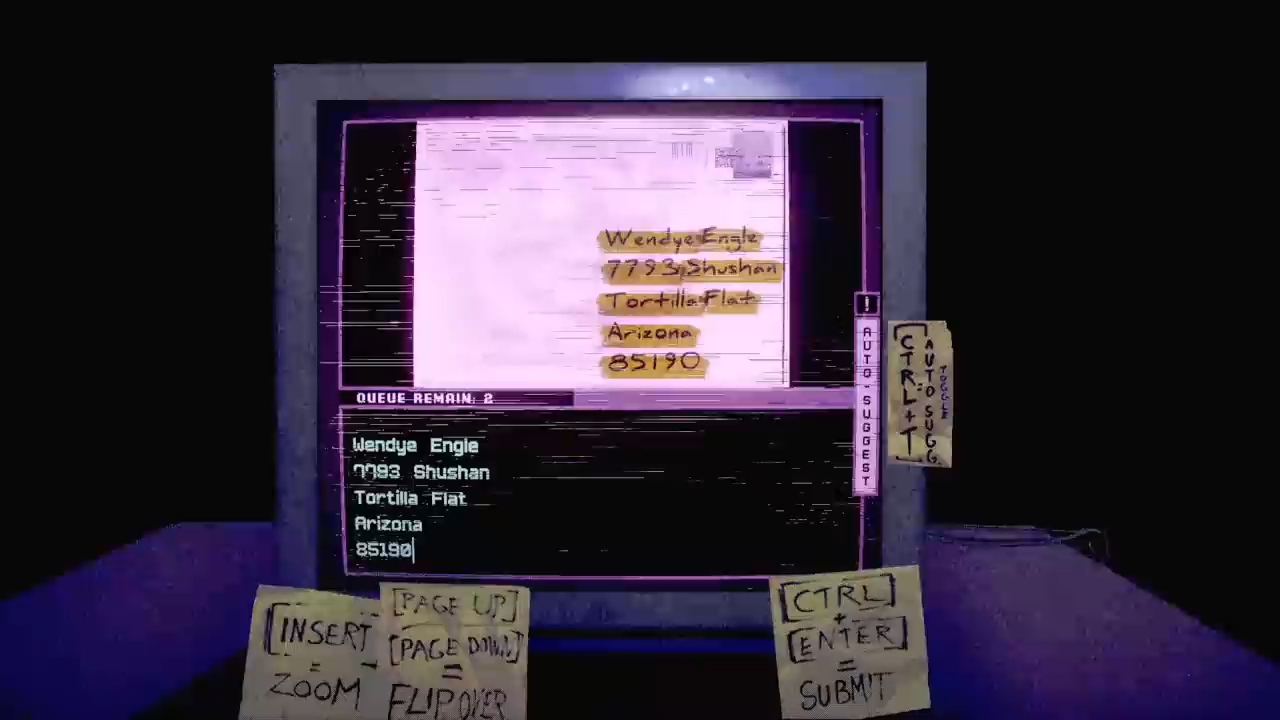 Wendye Engle
7793 Shushan
Tortilla Flat
Arizona
85190
QUEUE REMAIN: 2
Wendye Engle
7793 Shushan
Tortilla Flat
Arizona
85190
!
AUTO-SUGGEST
[CTRL+T]
=
AUTO SUGG
TOGGLE
[INSERT]
=
ZOOM
[PAGE UP]
[PAGE DOWN]
=
FLIP OVER
[CTRL]
+
[ENTER]
=
SUBMIT